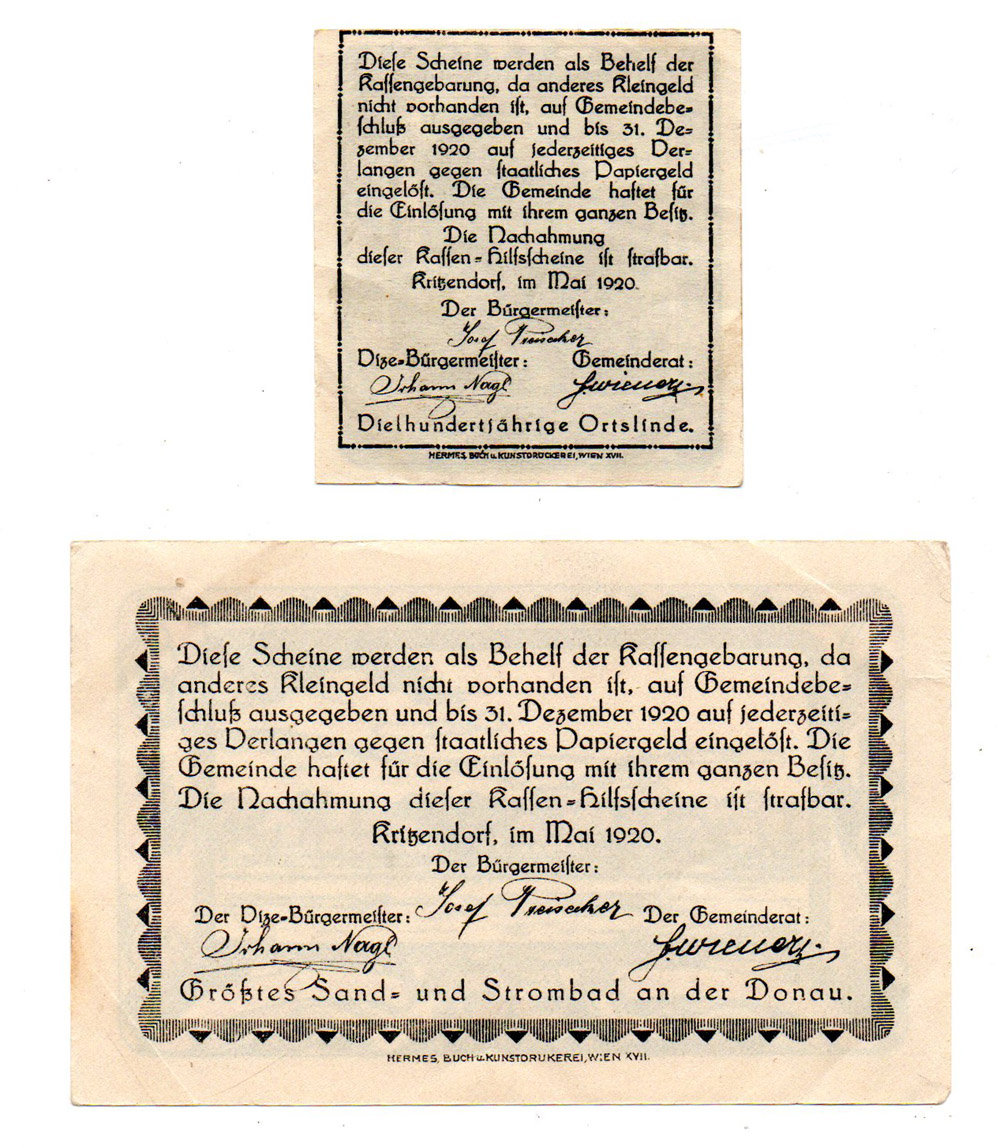 Dieſe Scheine werden als Behelf der
Kaſſengebarung, da anderes Kleingeld
nicht vorhanden iſt, auf Gemeindebe=
ſchluß ausgegeben und bis 31. De=
zember 1920 auf jederzeitiges Ver=
langen gegen ſtaatliches Papiergeld
eingelöſt. Die Gemeinde haftet für
die Einlöſung mit ihrem ganzen Beſitz.
Die Nachahmung
dieſer Kaſſen=Hilfsſcheine iſt ſtrafbar.
Kritzendorf, im Mai 1920.
Der Bürgermeiſter:
Josef
Vize=Bürgermeiſter: Gemeinderat:
Johann Nagl
Vielhundertjährige Ortslinde.
HERMES, BUCH u. KUNSTDRUCKEREI, WIEN XVII.
Dieſe Scheine werden als Behelf der Kaſſengebarung, da
anderes Kleingeld nicht vorhanden iſt, auf Gemeindebe=
ſchluß ausgegeben und bis 31. Dezember 1920 auf jederzeiti=
ges Verlangen gegen ſtaatliches Papiergeld eingelöſt. Die
Gemeinde haftet für die Einlöſung mit ihrem ganzen Beſitz.
Die Nachahmung dieſer Kaſſen=Hilfsſcheine iſt ſtrafbar.
Kritzendorf, im Mai 1920.
Der Bürgermeiſter:
Josef
Der Vize=Bürgermeiſter: Der Gemeinderat:
Johann Nagl
Größtes Sand= und Strombad an der Donau.
HERMES, BUCH u. KUNSTDRUKEREI, WIEN XVII.